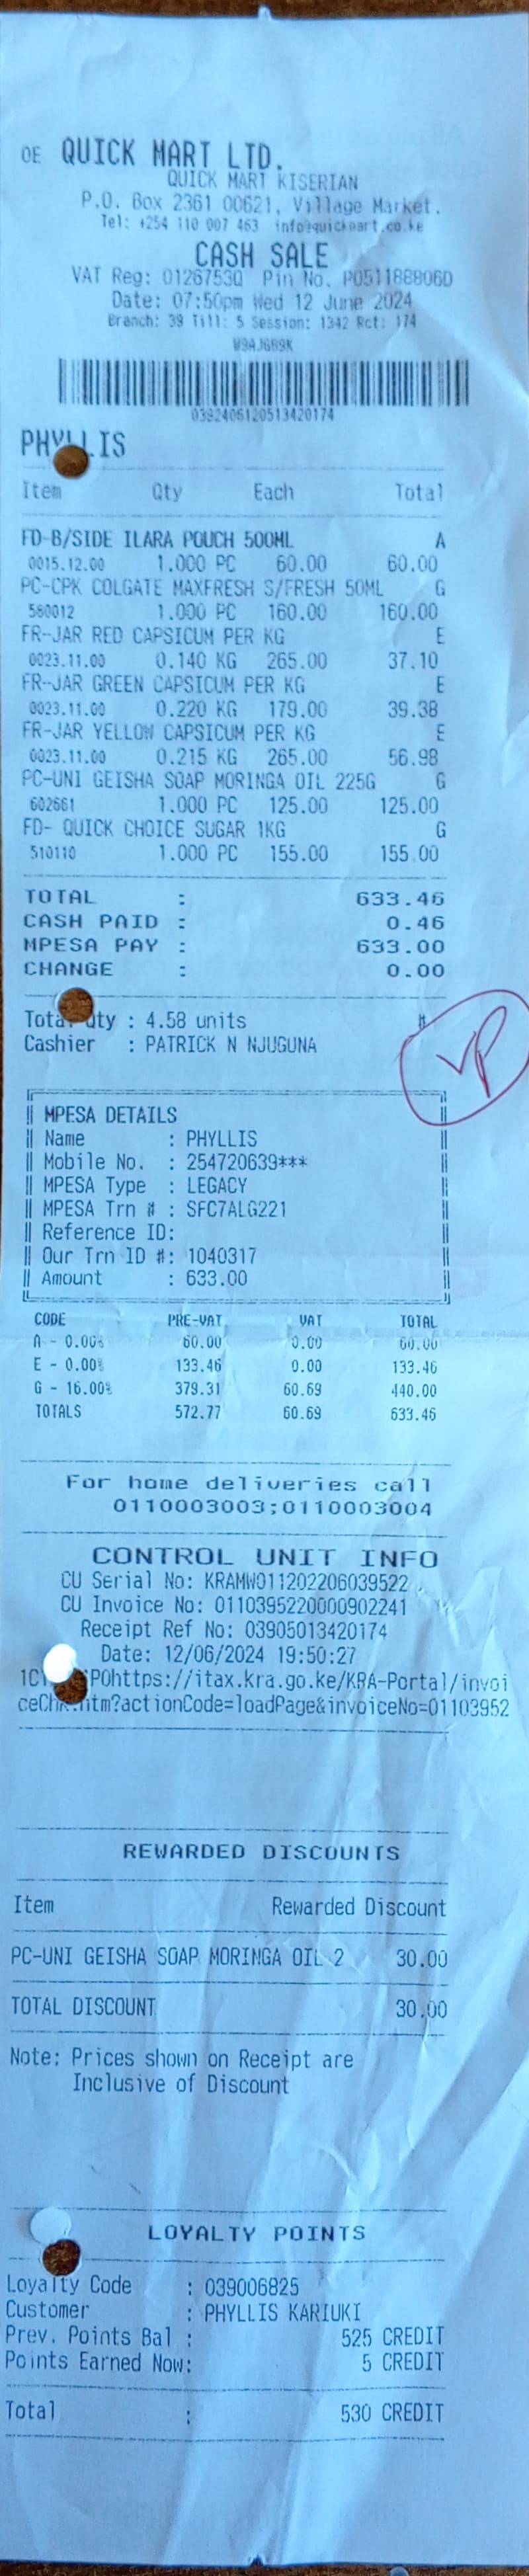 OE QUICK MART LTD.
QUICK MART KISERIAN
P.O. Box 2361 00621, Village Market.
Tel: +254 110 007 463 info@quickmart.co.ke
CASH SALE
VAT Reg: 0126753Q Pin No. P051188806D
Date: 07:50pm Wed 12 June 2024
Branch: 39 Till: 5 Session: 1342 Rct: 174
W9AJ6B9K
0392406120513420174
PHYLLIS
Item Qty Each Total
FD-B/SIDE ILARA POUCH 500ML A
0015.12.00 1.000 PC 60.00 60.00
PC-CPK COLGATE MAXFRESH S/FRESH 50ML G
580012 1.000 PC 160.00 160.00
FR-JAR RED CAPSICUM PER KG E
0023.11.00 0.140 KG 265.00 37.10
FR-JAR GREEN CAPSICUM PER KG E
0023.11.00 0.220 KG 179.00 39.38
FR-JAR YELLOW CAPSICUM PER KG E
0023.11.00 0.215 KG 265.00 56.98
PC-UNI GEISHA SOAP MORINGA OIL 225G G
602661 1.000 PC 125.00 125.00
FD- QUICK CHOICE SUGAR 1KG G
510110 1.000 PC 155.00 155.00
TOTAL : 633.46
CASH PAID : 0.46
MPESA PAY : 633.00
CHANGE : 0.00
Total Qty : 4.58 units
Cashier : PATRICK N NJUGUNA
MPESA DETAILS
Name : PHYLLIS
Mobile No. : 254720639***
MPESA Type : LEGACY
MPESA Trn # : SFC7ALG221
Reference ID:
Our Trn ID #: 1040317
Amount : 633.00
CODE PRE-VAT VAT TOTAL
A - 0.00% 60.00 0.00 60.00
E - 0.00% 133.46 0.00 133.46
G - 16.00% 379.31 60.69 440.00
TOTALS 572.77 60.69 633.46
For home deliveries call
0110003003;0110003004
CONTROL UNIT INFO
CU Serial No: KRAMW011202206039522
CU Invoice No: 0110395220000902241
Receipt Ref No: 03905013420174
Date: 12/06/2024 19:50:27
https://itax.kra.go.ke/KRA-Portal/invoi
ceChk.htm?actionCode=loadPage&invoiceNo=01103952
REWARDED DISCOUNTS
Item Rewarded Discount
PC-UNI GEISHA SOAP MORINGA OIL 2 30.00
TOTAL DISCOUNT 30.00
Note: Prices shown on Receipt are
Inclusive of Discount
LOYALTY POINTS
Loyalty Code : 039006825
Customer : PHYLLIS KARIUKI
Prev. Points Bal : 525 CREDIT
Points Earned Now: 5 CREDIT
Total : 530 CREDIT